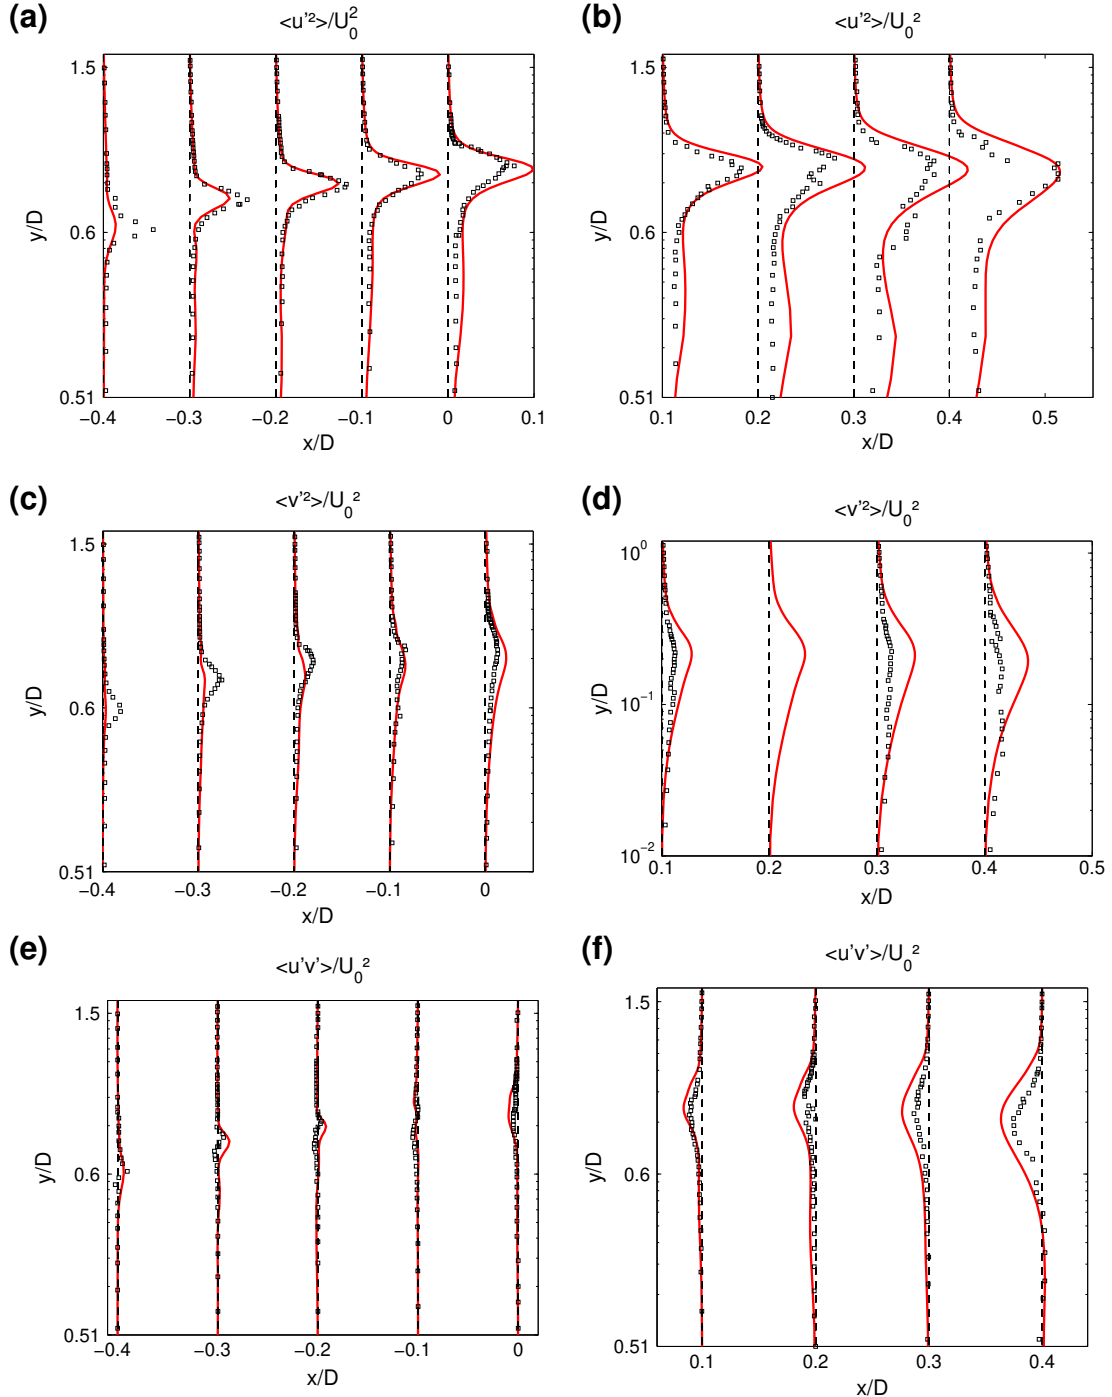 (a)
<u'²>/U₀²
1.5
0.6
0.51
y/D
−0.4 −0.3 −0.2 −0.1 0 0.1
x/D
(b)
<u'²>/U₀²
1.5
0.6
0.51
y/D
0.1 0.2 0.3 0.4 0.5
x/D
(c)
<v'²>/U₀²
1.5
0.6
0.51
y/D
−0.4 −0.3 −0.2 −0.1 0
x/D
(d)
<v'²>/U₀²
10⁰
10⁻¹
10⁻²
y/D
0.1 0.2 0.3 0.4 0.5
x/D
(e)
<u'v'>/U₀²
1.5
0.6
0.51
y/D
−0.4 −0.3 −0.2 −0.1 0
x/D
(f)
<u'v'>/U₀²
1.5
0.6
0.51
y/D
0.1 0.2 0.3 0.4
x/D